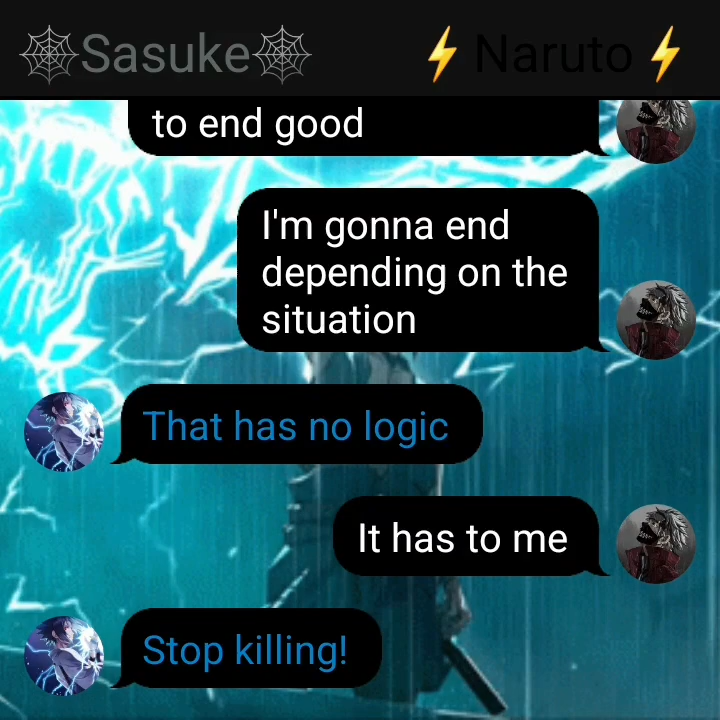 🕸Sasuke🕸 ⚡ Naruto ⚡
to end good
I'm gonna end
depending on the
situation
That has no logic
It has to me
Stop killing!